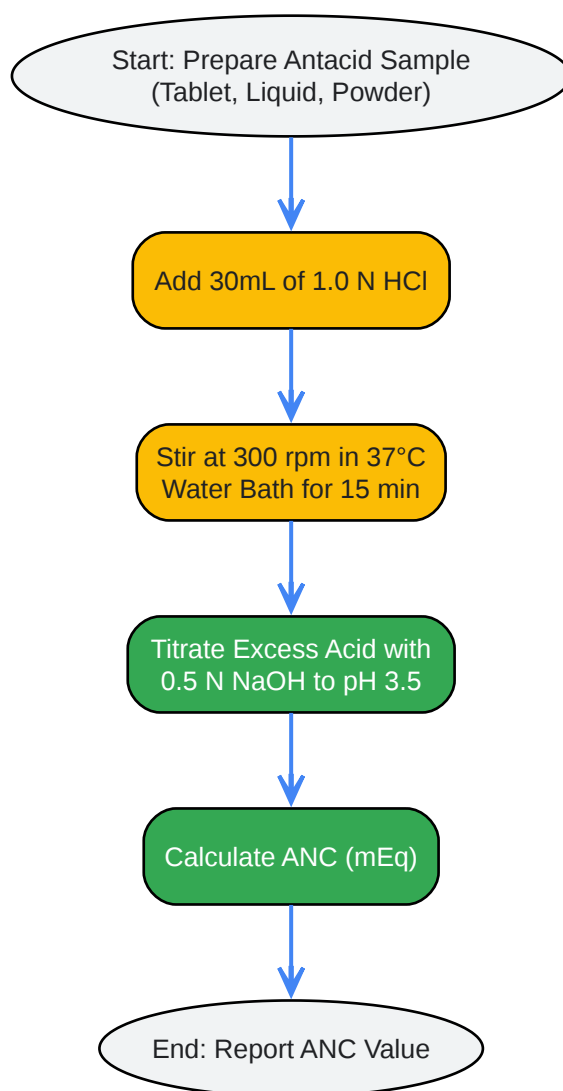 Start: Prepare Antacid Sample
(Tablet, Liquid, Powder)
Add 30mL of 1.0 N HCl
Stir at 300 rpm in 37°C
Water Bath for 15 min
Titrate Excess Acid with
0.5 N NaOH to pH 3.5
Calculate ANC (mEq)
End: Report ANC Value